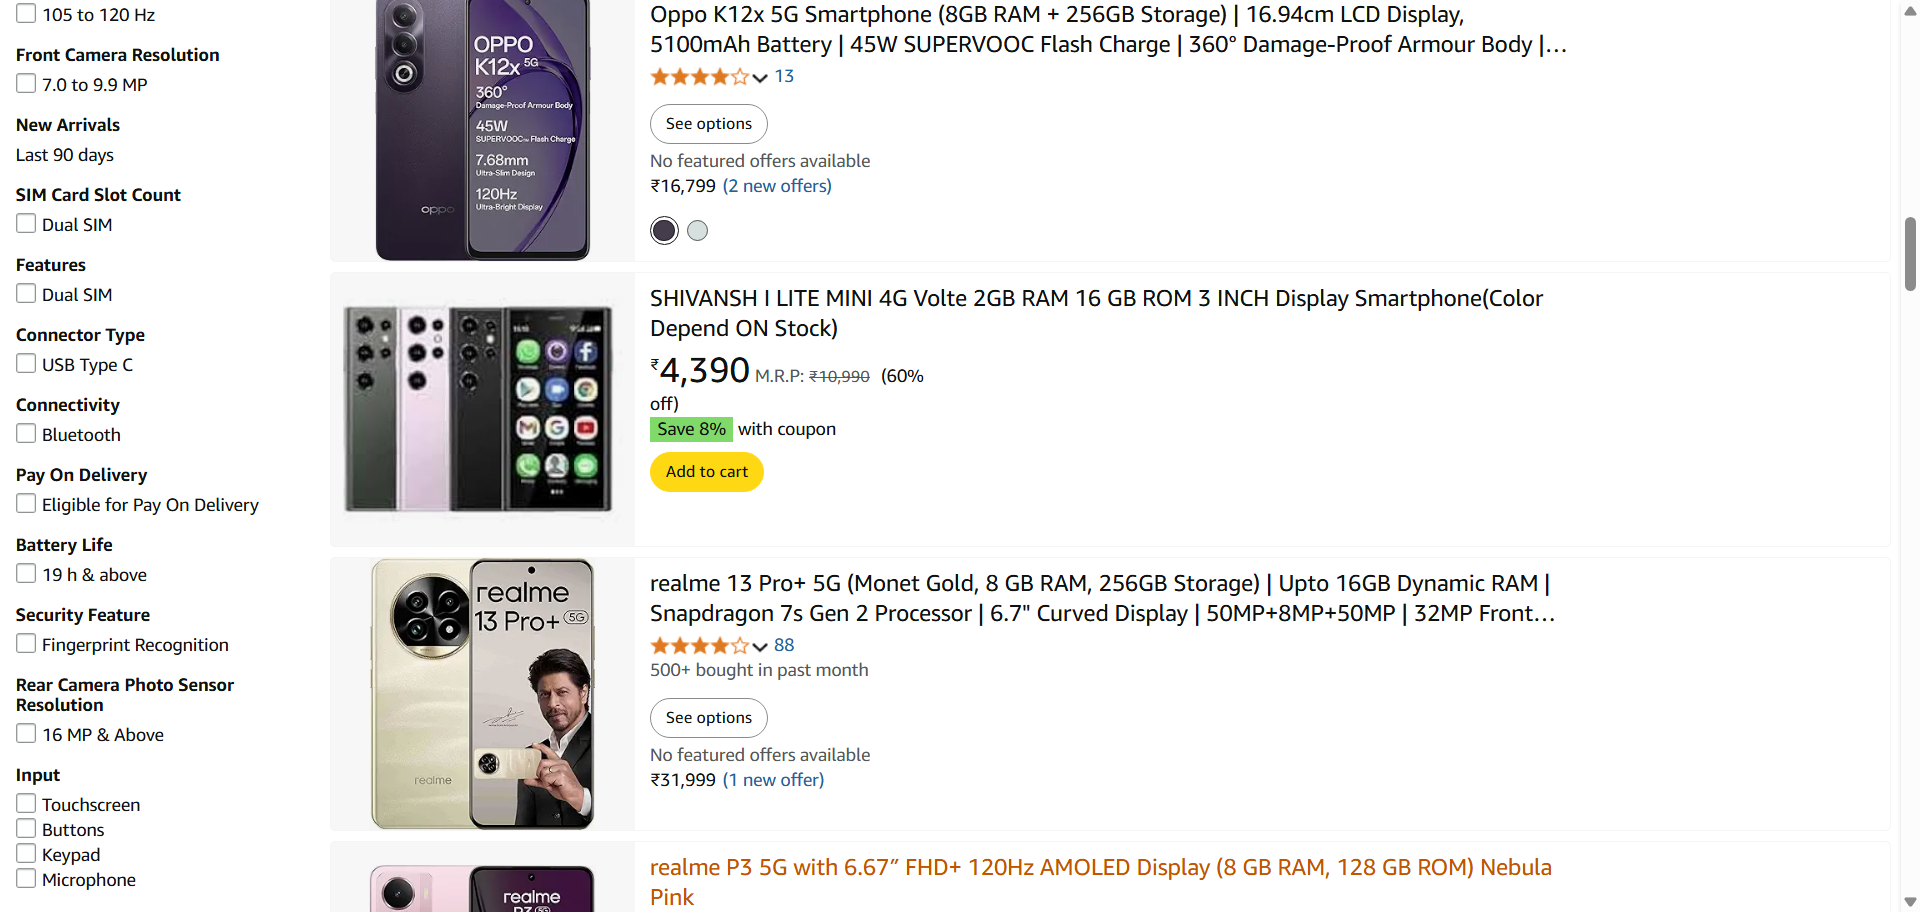 105 to 120 Hz
Front Camera Resolution
7.0 to 9.9 MP
New Arrivals
Last 90 days
SIM Card Slot Count
Dual SIM
Features
Dual SIM
Connector Type
USB Type C
Connectivity
Bluetooth
Pay On Delivery
Eligible for Pay On Delivery
Battery Life
19 h & above
Security Feature
Fingerprint Recognition
Rear Camera Photo Sensor
Resolution
16 MP & Above
Input
Touchscreen
Buttons
Keypad
Microphone
OPPO
K12x 5G
360°
Damage-Proof Armour Body
45W
SUPERVOOC™ Flash Charge
7.68mm
Ultra-Slim Design
120Hz
Ultra-Bright Display
oppo
Oppo K12x 5G Smartphone (8GB RAM + 256GB Storage) | 16.94cm LCD Display,
5100mAh Battery | 45W SUPERVOOC Flash Charge | 360° Damage-Proof Armour Body |…
13
See options
No featured offers available
₹16,799 (2 new offers)
SHIVANSH I LITE MINI 4G Volte 2GB RAM 16 GB ROM 3 INCH Display Smartphone(Color
Depend ON Stock)
₹4,390 M.R.P: ₹10,990 (60%
off)
Save 8% with coupon
Add to cart
realme
13 Pro+ 5G
realme
realme 13 Pro+ 5G (Monet Gold, 8 GB RAM, 256GB Storage) | Upto 16GB Dynamic RAM |
Snapdragon 7s Gen 2 Processor | 6.7" Curved Display | 50MP+8MP+50MP | 32MP Front…
88
500+ bought in past month
See options
No featured offers available
₹31,999 (1 new offer)
realme
P3 5G
realme P3 5G with 6.67″ FHD+ 120Hz AMOLED Display (8 GB RAM, 128 GB ROM) Nebula
Pink